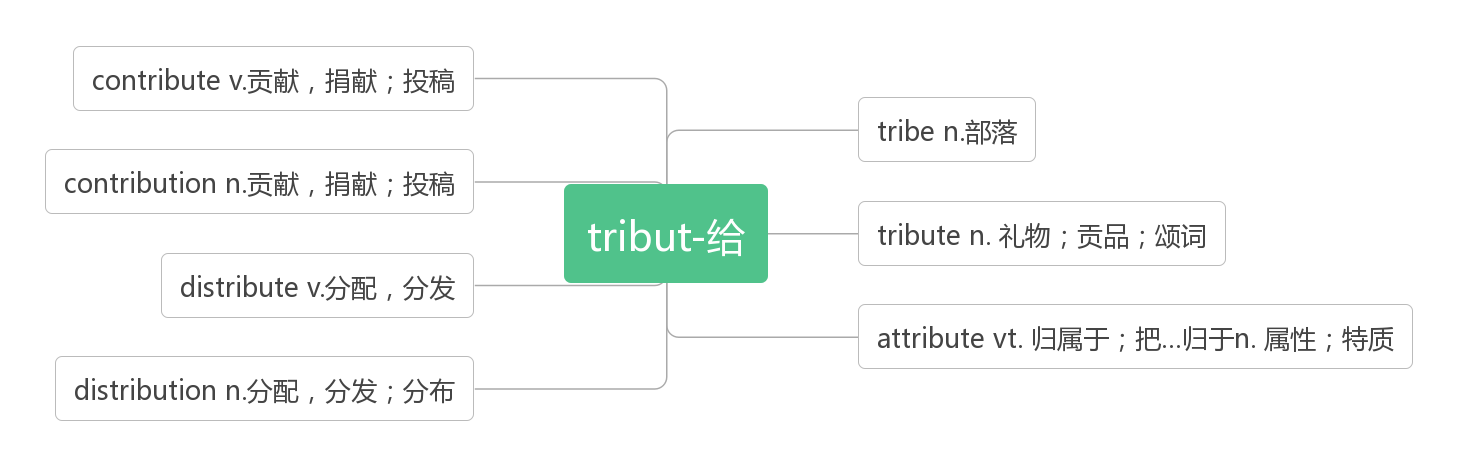 contribute v.贡献，捐献；投稿
contribution n.贡献，捐献；投稿
distribute v.分配，分发
distribution n.分配，分发；分布
tribut-给
tribe n.部落
tribute n. 礼物；贡品；颂词
attribute vt. 归属于；把...归于n. 属性；特质